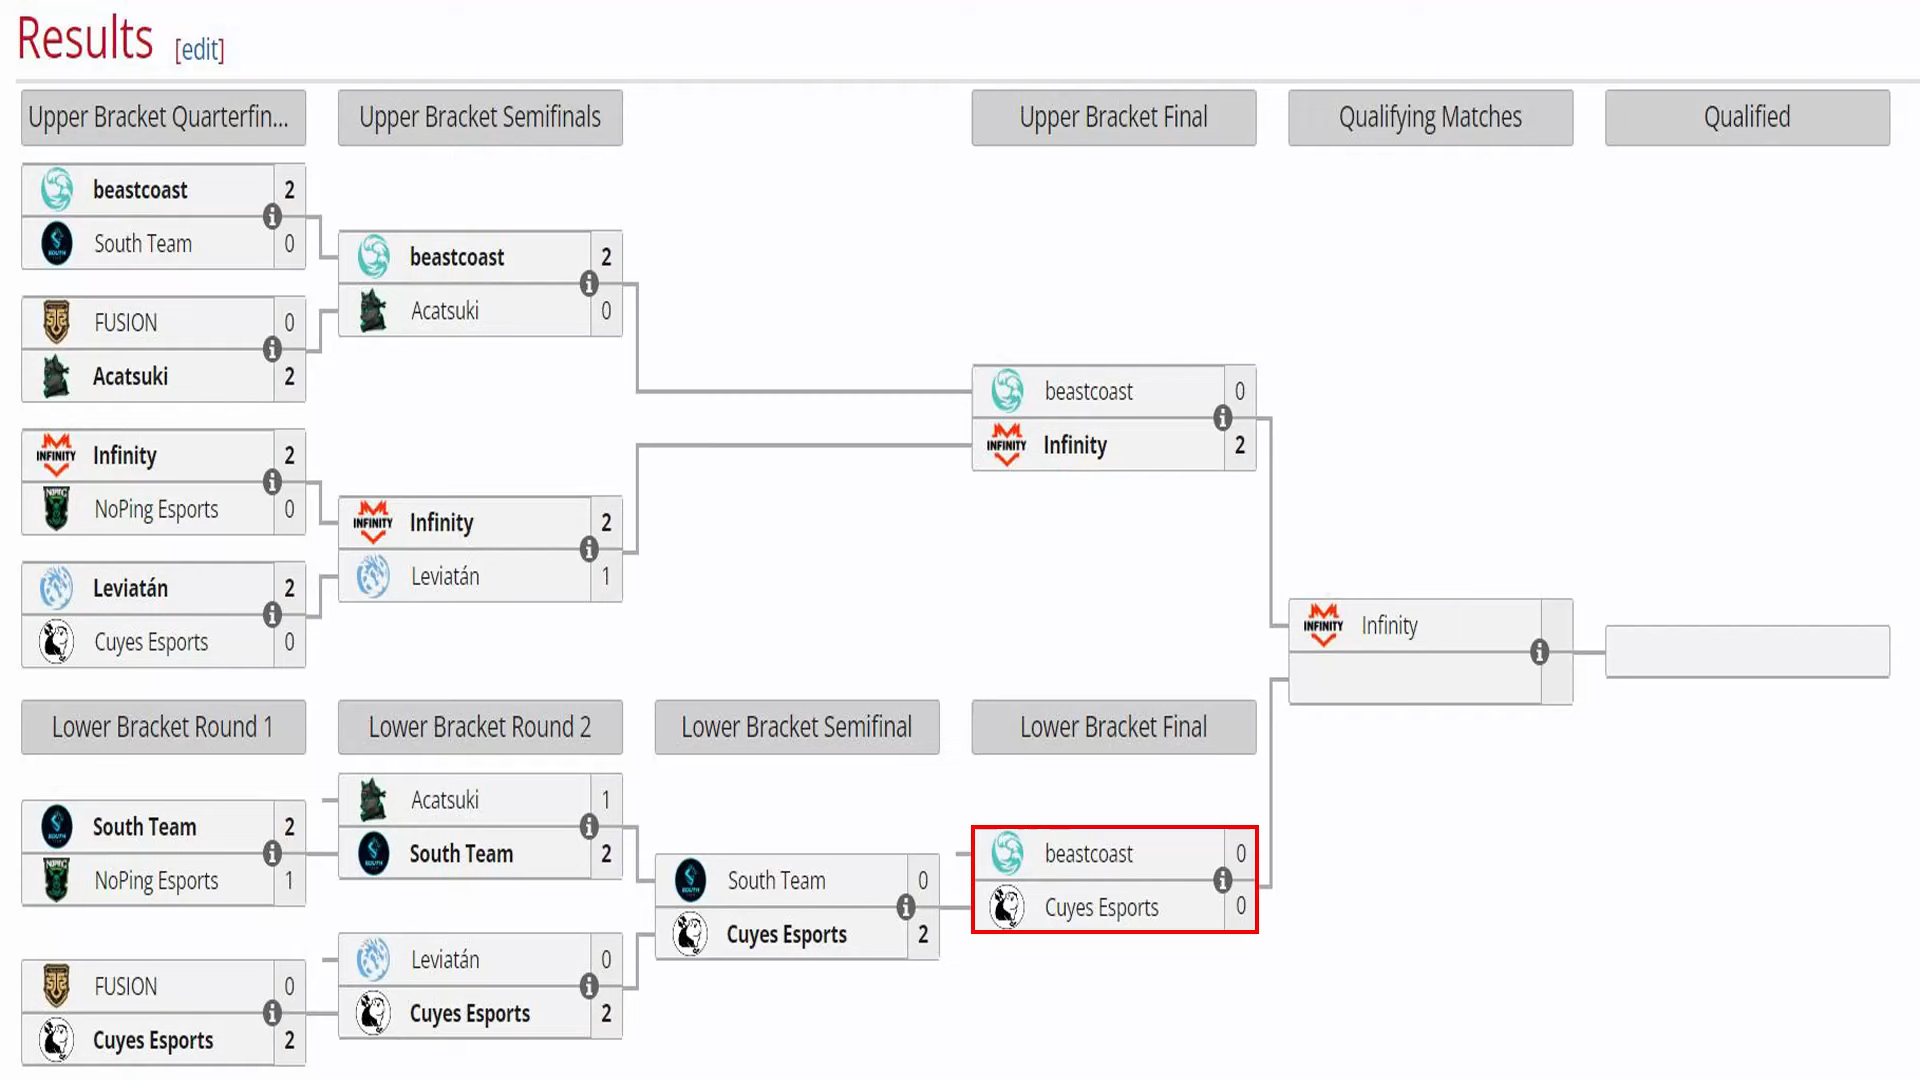 Results [edit]
Upper Bracket Quarterfin... Upper Bracket Semifinals Upper Bracket Final Qualifying Matches Qualified
beastcoast 2
South Team 0
FUSION 0
Acatsuki 2
INFINITY Infinity 2
NoPing Esports 0
Leviatán 2
Cuyes Esports 0
beastcoast 2
Acatsuki 0
INFINITY Infinity 2
Leviatán 1
beastcoast 0
INFINITY Infinity 2
INFINITY Infinity
Lower Bracket Round 1 Lower Bracket Round 2 Lower Bracket Semifinal Lower Bracket Final
South Team 2
NoPing Esports 1
FUSION 0
Cuyes Esports 2
Acatsuki 1
South Team 2
Leviatán 0
Cuyes Esports 2
South Team 0
Cuyes Esports 2
beastcoast 0
Cuyes Esports 0